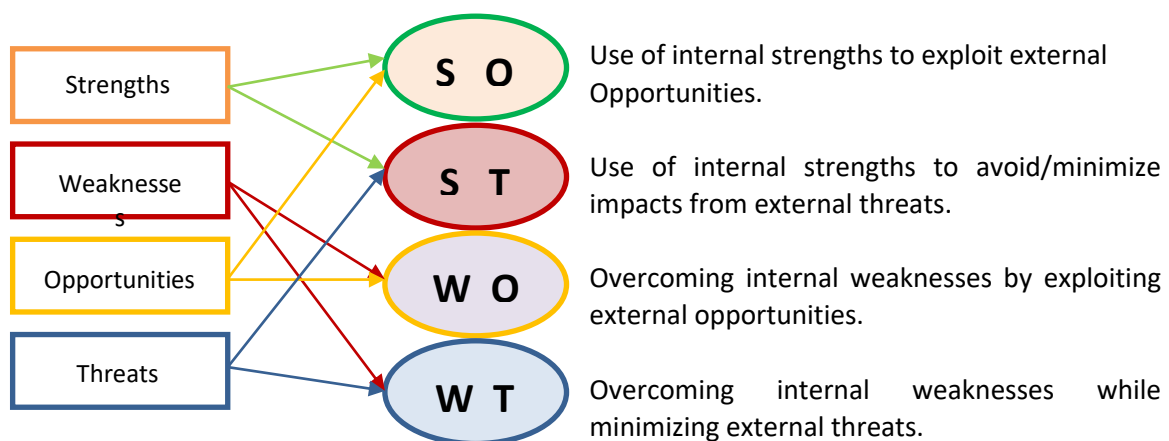 Strengths
Weaknesse
s
Opportunities
Threats
S O
S T
W O
W T
Use of internal strengths to exploit external
Opportunities.
Use of internal strengths to avoid/minimize
impacts from external threats.
Overcoming internal weaknesses by exploiting
external opportunities.
Overcoming internal weaknesses while
minimizing external threats.